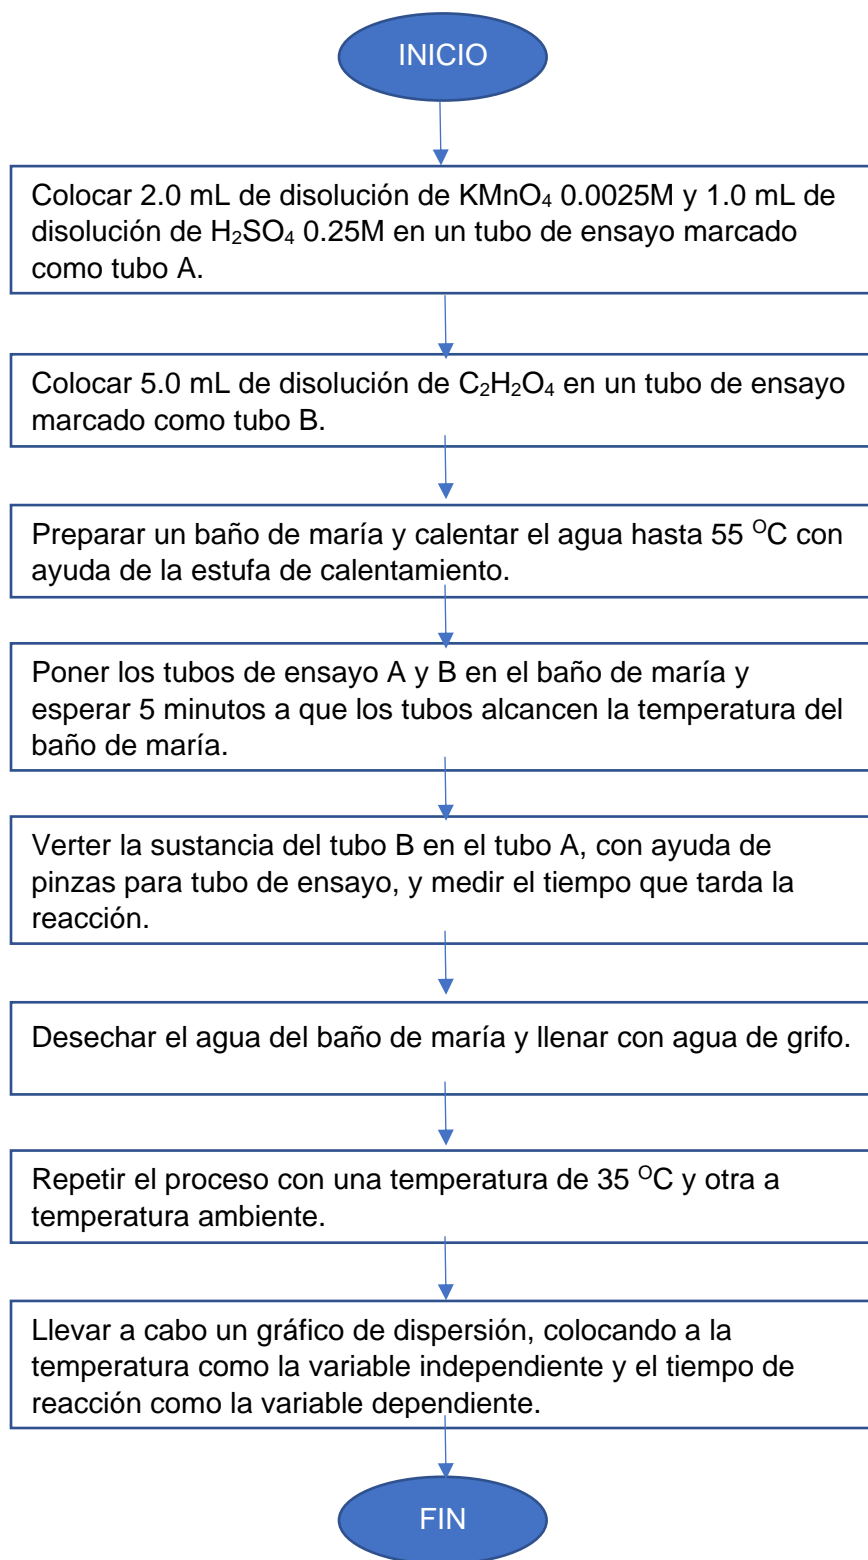 INICIO
Colocar 2.0 mL de disolución de KMnO₄ 0.0025M y 1.0 mL de
disolución de H₂SO₄ 0.25M en un tubo de ensayo marcado
como tubo A.
Colocar 5.0 mL de disolución de C₂H₂O₄ en un tubo de ensayo
marcado como tubo B.
Preparar un baño de maría y calentar el agua hasta 55 ᴼC con
ayuda de la estufa de calentamiento.
Poner los tubos de ensayo A y B en el baño de maría y
esperar 5 minutos a que los tubos alcancen la temperatura del
baño de maría.
Verter la sustancia del tubo B en el tubo A, con ayuda de
pinzas para tubo de ensayo, y medir el tiempo que tarda la
reacción.
Desechar el agua del baño de maría y llenar con agua de grifo.
Repetir el proceso con una temperatura de 35 ᴼC y otra a
temperatura ambiente.
Llevar a cabo un gráfico de dispersión, colocando a la
temperatura como la variable independiente y el tiempo de
reacción como la variable dependiente.
FIN